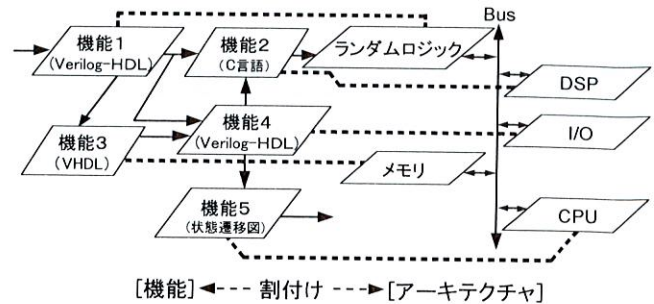 Bus
機能1
(Verilog-HDL)
機能2
(C言語)
ランダムロジック
DSP
機能3
(VHDL)
機能4
(Verilog-HDL)
I/O
メモリ
機能5
(状態遷移図)
CPU
[機能] 割付け [アーキテクチャ]